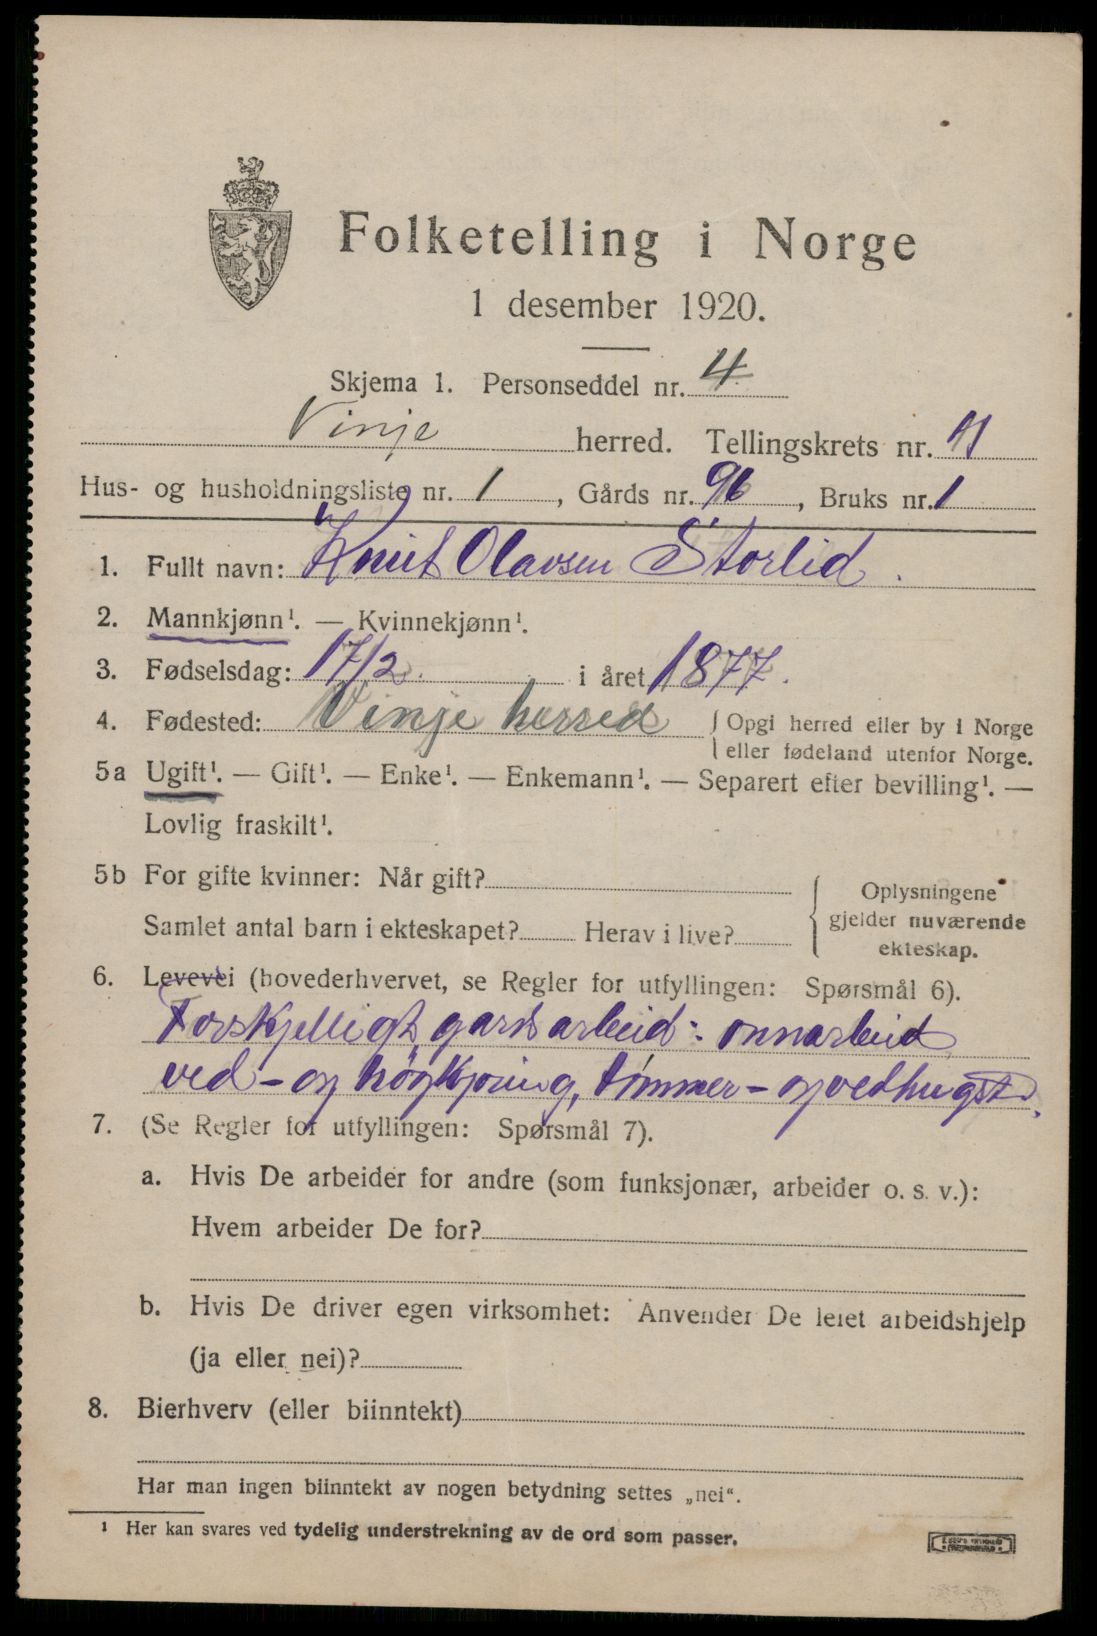 Folketelling i Norge
1 desember 1920.
Skjema 1. Personseddel nr. 4
Vinje herred. Tellingskrets nr. 11
Hus- og husholdningsliste nr. 1, Gårds nr. 96, Bruks nr. 1
1. Fullt navn: Knut Olavsen Storlid.
2. Mannkjønn¹. — Kvinnekjønn¹.
3. Fødselsdag: 17/2. i året 1877.
4. Fødested: Vinje herred { Opgi herred eller by i Norge
eller fødeland utenfor Norge.
5a Ugift¹. — Gift¹. — Enke¹. — Enkemann¹. — Separert efter bevilling¹. —
Lovlig fraskilt¹.
5b For gifte kvinner: Når gift?
Samlet antal barn i ekteskapet? Herav i live?
{ Oplysningene
gjelder nuværende
ekteskap.
6. Levevei (hovederhvervet, se Regler for utfyllingen: Spørsmål 6).
Forskjelligt gardsarbeid: onnarbeid
ved- og høykjøring, tømmer- og vedhugst.
7. (Se Regler for utfyllingen: Spørsmål 7).
a. Hvis De arbeider for andre (som funksjonær, arbeider o. s. v.):
Hvem arbeider De for?
b. Hvis De driver egen virksomhet: Anvender De leiet arbeidshjelp
(ja eller nei)?
8. Bierhverv (eller biinntekt)
Har man ingen biinntekt av nogen betydning settes „nei".
¹ Her kan svares ved tydelig understrekning av de ord som passer.